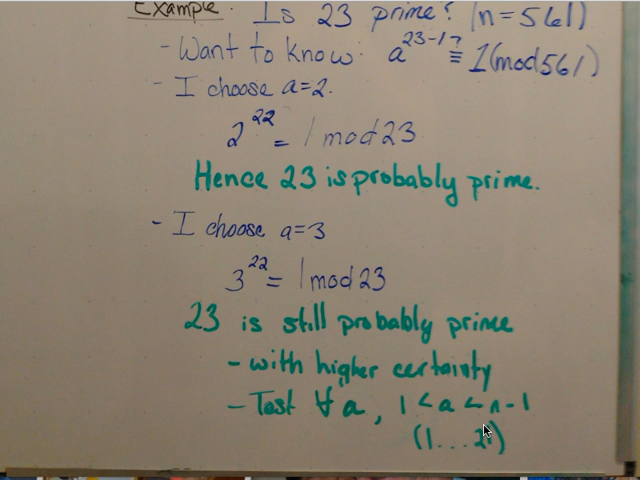 Example: Is 23 prime? (n=561)
- Want to know: a^23-1 ≟ 1(mod561)
- I choose a=2.
2^22 = 1 mod 23
Hence 23 is probably prime.
- I choose a=3
3^22 = 1 mod 23
23 is still probably prime
- with higher certainty
- Test ∀ a, 1 < a < n-1
(1...21)